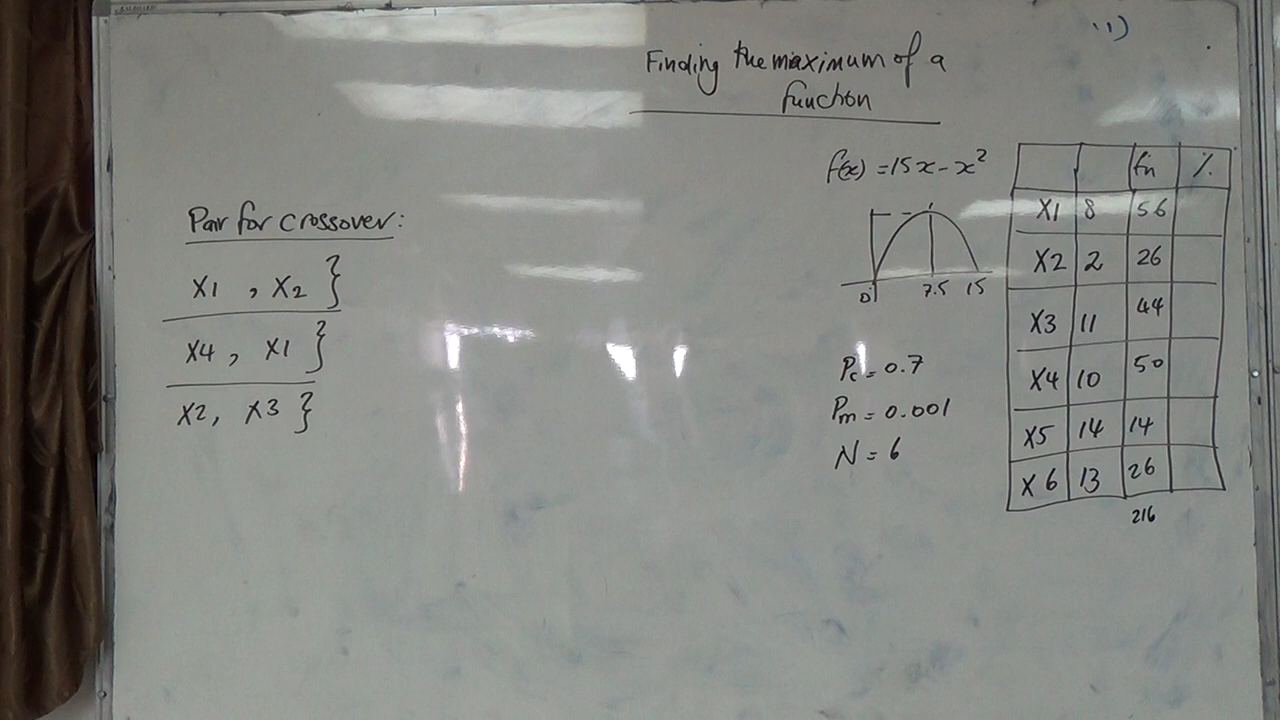 11)
Finding the maximum of a
function
Pair for crossover:
X1 , X2 }
X4 , X1 }
X2, X3 }
f(x) = 15x - x²
0 7.5 15
Pc = 0.7
Pm = 0.001
N = 6
fn %
X1 8 56
X2 2 26
X3 11 44
X4 10 50
X5 14 14
X6 13 26
216